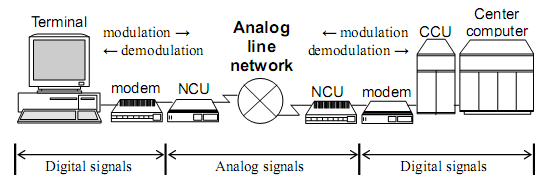 Terminal
modulation →
← demodulation
Analog
line
network
← modulation
demodulation →
CCU
Center
computer
modem
NCU
NCU
modem
Digital signals
Analog signals
Digital signals